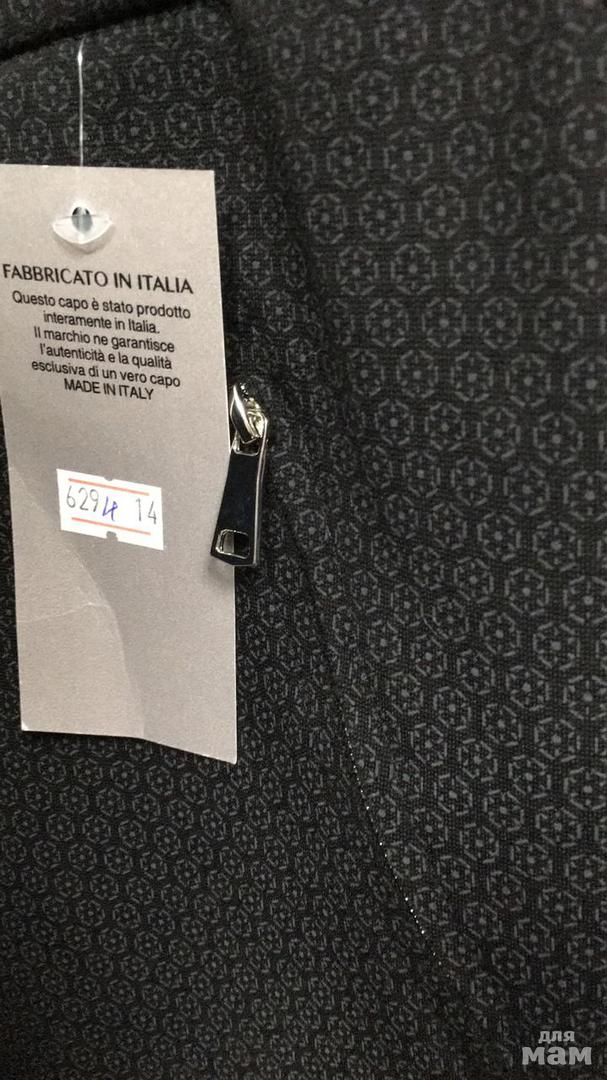 FABBRICATO IN ITALIA
Questo capo è stato prodotto
interamente in Italia.
Il marchio ne garantisce
l'autenticità e la qualità
esclusiva di un vero capo
MADE IN ITALY
6294 14
для
мам